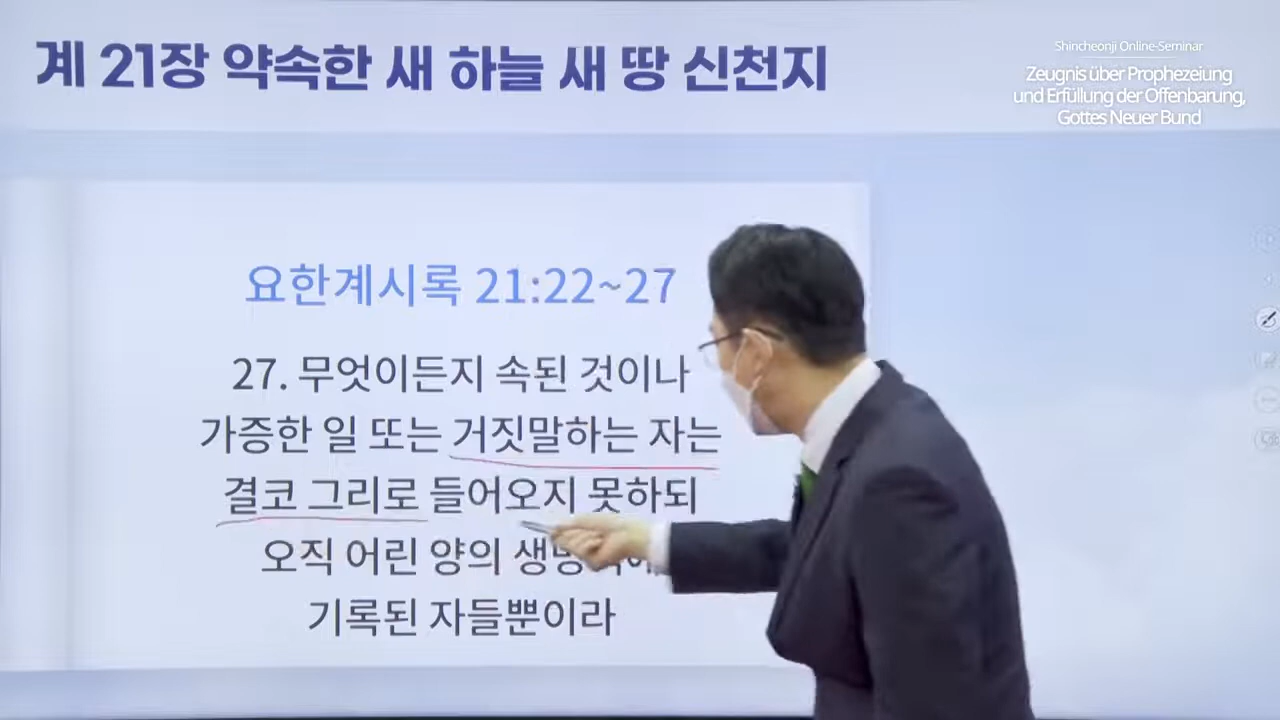 계 21장 약속한 새 하늘 새 땅 신천지
Shincheonji Online-Seminar
Zeugnis über Prophezeiung
und Erfüllung der Offenbarung,
Gottes Neuer Bund
요한계시록 21:22~27
27. 무엇이든지 속된 것이나
가증한 일 또는 거짓말하는 자는
결코 그리로 들어오지 못하되
오직 어린 양의
기록된 자들뿐이라